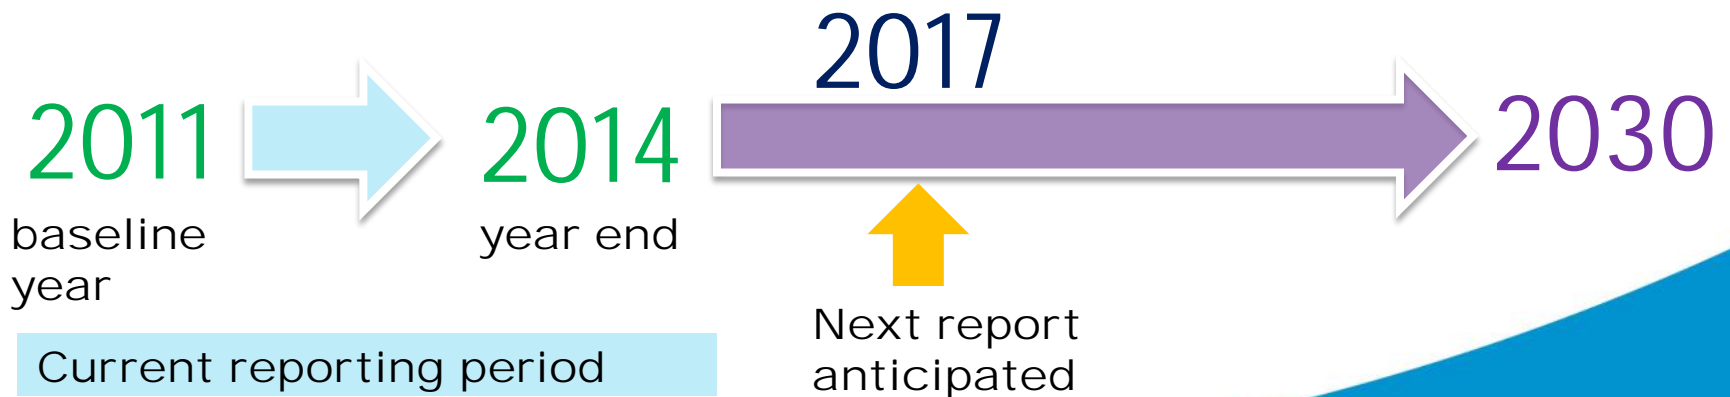 2017
2011
2014
2030
baseline
year
year end
Next report
anticipated
Current reporting period